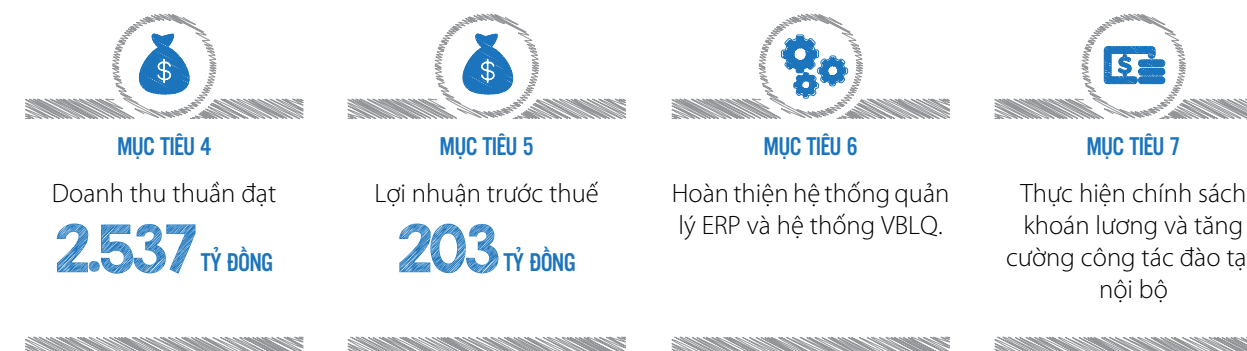 MỤC TIÊU 4
Doanh thu thuần đạt
2.537 TỶ ĐỒNG
MỤC TIÊU 5
Lợi nhuận trước thuế
203 TỶ ĐỒNG
MỤC TIÊU 6
Hoàn thiện hệ thống quản
lý ERP và hệ thống VBLQ.
MỤC TIÊU 7
Thực hiện chính sách
khoán lương và tăng
cường công tác đào
nội bộ